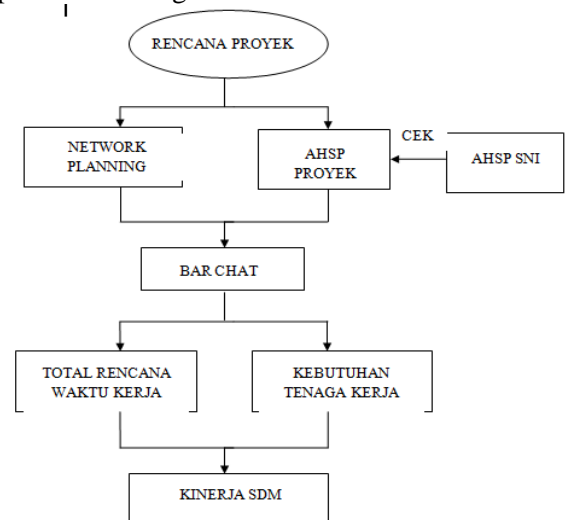 RENCANA PROYEK
NETWORK
PLANNING
AHSP
PROYEK
CEK
AHSP SNI
BAR CHAT
TOTAL RENCANA
WAKTU KERJA
KEBUTUHAN
TENAGA KERJA
KINERJA SDM